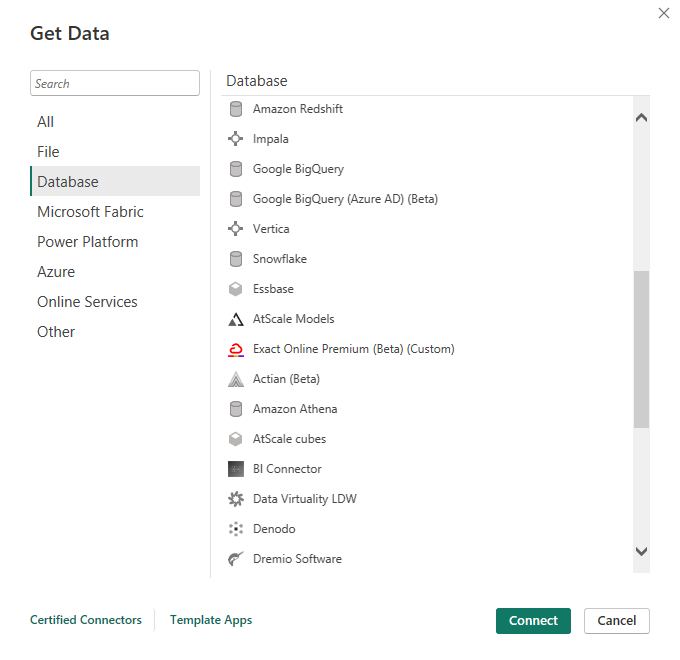 Get Data
Search
All
File
Database
Microsoft Fabric
Power Platform
Azure
Online Services
Other
Database
Amazon Redshift
Impala
Google BigQuery
Google BigQuery (Azure AD) (Beta)
Vertica
Snowflake
Essbase
AtScale Models
Exact Online Premium (Beta) (Custom)
Actian (Beta)
Amazon Athena
AtScale cubes
BI Connector
Data Virtuality LDW
Denodo
Dremio Software
Certified Connectors
Template Apps
Connect
Cancel